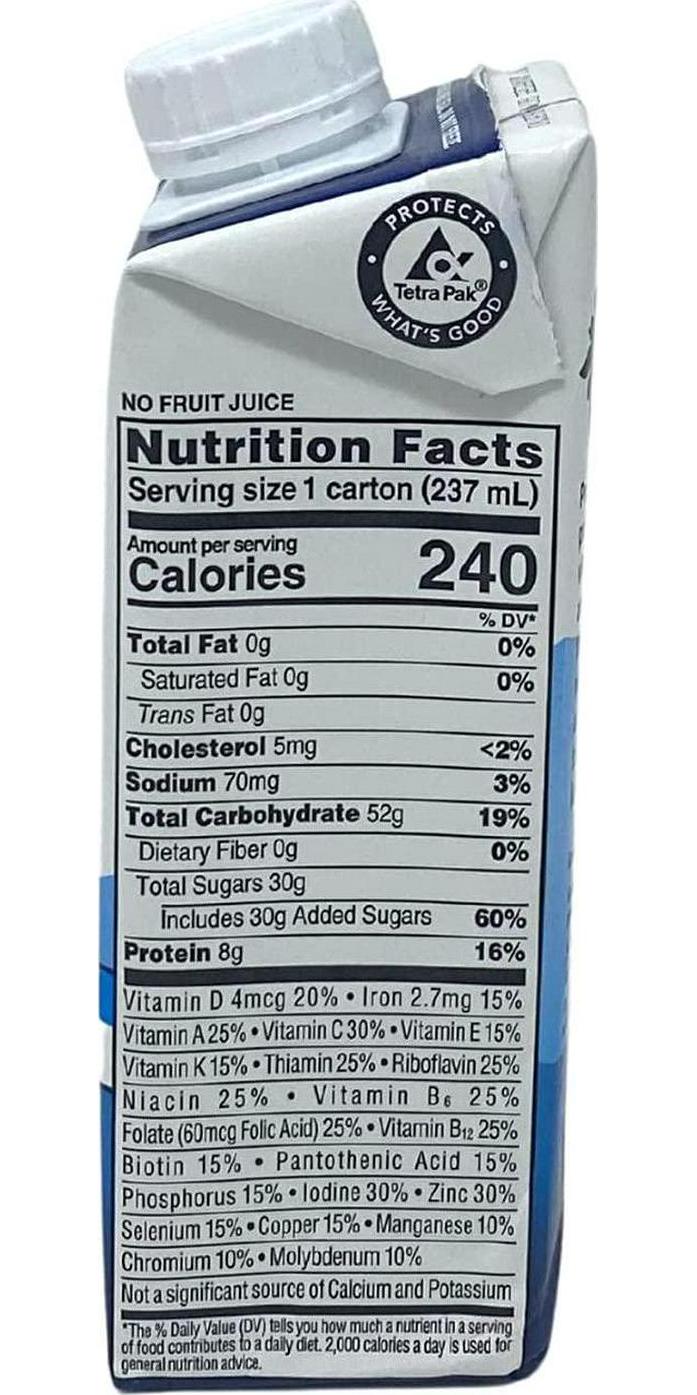 PROTECTS
Tetra Pak®
WHAT'S GOOD
NO FRUIT JUICE
Nutrition Facts
Serving size 1 carton (237 mL)
Amount per serving
Calories 240
% DV*
Total Fat 0g 0%
Saturated Fat 0g 0%
Trans Fat 0g
Cholesterol 5mg <2%
Sodium 70mg 3%
Total Carbohydrate 52g 19%
Dietary Fiber 0g 0%
Total Sugars 30g
Includes 30g Added Sugars 60%
Protein 8g 16%
Vitamin D 4mcg 20% • Iron 2.7mg 15%
Vitamin A 25% • Vitamin C 30% • Vitamin E 15%
Vitamin K 15% • Thiamin 25% • Riboflavin 25%
Niacin 25% • Vitamin B6 25%
Folate (60mcg Folic Acid) 25% • Vitamin B12 25%
Biotin 15% • Pantothenic Acid 15%
Phosphorus 15% • Iodine 30% • Zinc 30%
Selenium 15% • Copper 15% • Manganese 10%
Chromium 10% • Molybdenum 10%
Not a significant source of Calcium and Potassium
*The % Daily Value (DV) tells you how much a nutrient in a serving
of food contributes to a daily diet. 2,000 calories a day is used for
general nutrition advice.